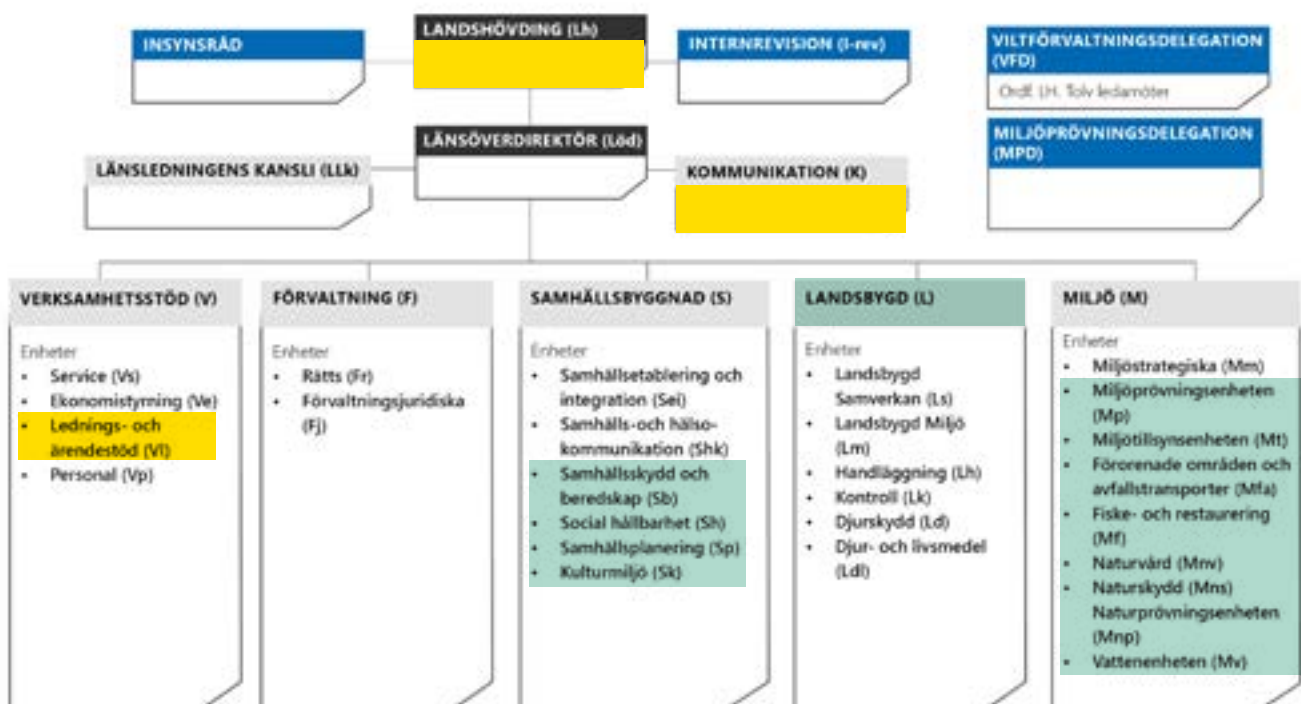 INSYNSRÅD
LANDSHÖVDING (Lh)
INTERNREVISION (I-rev)
VILTFÖRVALTNINGSDELEGATION
(VFD)
Ordf. LH. Tolv ledamöter
MILJÖPRÖVNINGSDELEGATION
(MPD)
LÄNSÖVERDIREKTÖR (Löd)
LÄNSLEDNINGENS KANSLI (LLk)
KOMMUNIKATION (K)
VERKSAMHETSSTÖD (V)
Enheter
• Service (Vs)
• Ekonomistyrning (Ve)
• Lednings- och
ärendestöd (Vl)
• Personal (Vp)
FÖRVALTNING (F)
Enheter
• Rätts (Fr)
• Förvaltningsjuridiska
(Fj)
SAMHÄLLSBYGGNAD (S)
Enheter
• Samhällsetablering och
integration (Sei)
• Samhälls-och hälso-
kommunikation (Shk)
• Samhällsskydd och
beredskap (Sb)
• Social hållbarhet (Sh)
• Samhällsplanering (Sp)
• Kulturmiljö (Sk)
LANDSBYGD (L)
Enheter
• Landsbygd
Samverkan (Ls)
• Landsbygd Miljö
(Lm)
• Handläggning (Lh)
• Kontroll (Lk)
• Djurskydd (Ld)
• Djur- och livsmedel
(Ldl)
MILJÖ (M)
Enheter
• Miljöstrategiska (Mm)
• Miljöprövningsenheten
(Mp)
• Miljötillsynsenheten (Mt)
• Förorenade områden och
avfallstransporter (Mfa)
• Fiske- och restaurering
(Mf)
• Naturvård (Mnv)
• Naturskydd (Mns)
Naturprövningsenheten
(Mnp)
• Vattenenheten (Mv)